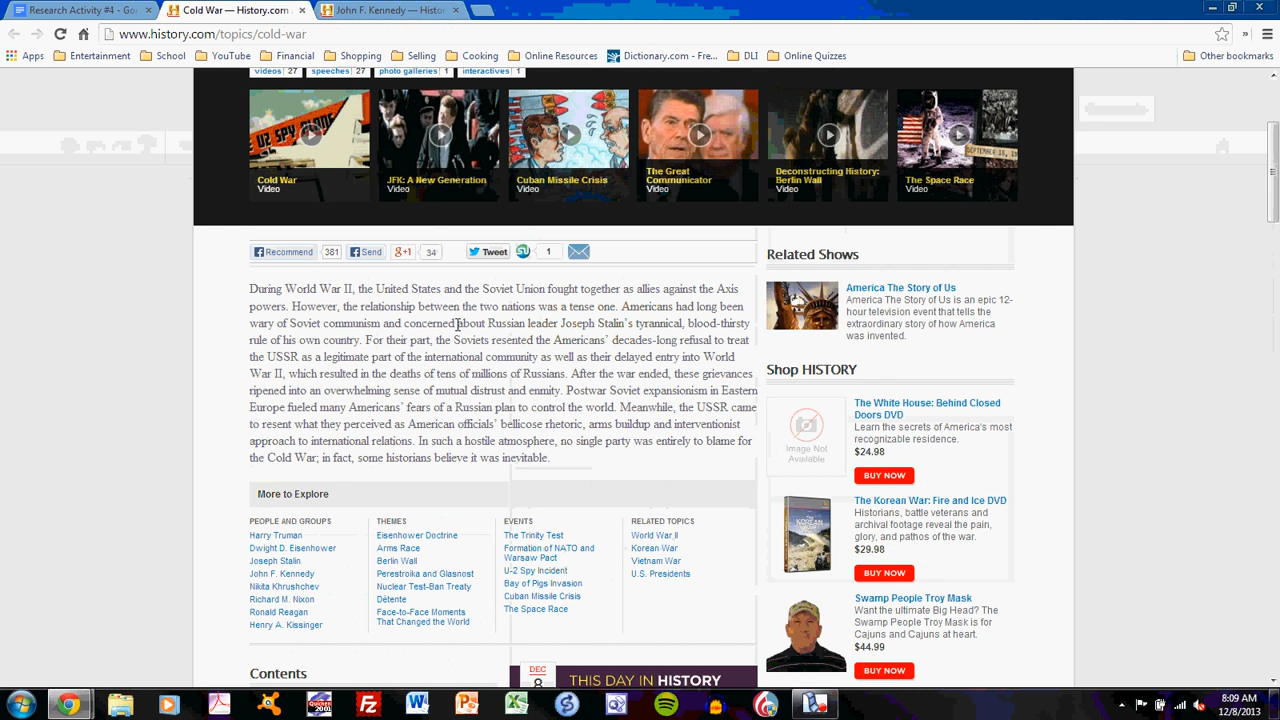 Research Activity #4 - Go
Cold War — History.com
John F. Kennedy — Histor
www.history.com/topics/cold-war
Apps Entertainment School YouTube Financial Shopping Selling Cooking Online Resources Dictionary.com - Fre... DLI Online Quizzes Other bookmarks
videos 27 speeches 27 photo galleries 1 interactives 1
Cold War
Video
JFK: A New Generation
Video
Cuban Missile Crisis
Video
The Great
Communicator
Video
Deconstructing History:
Berlin Wall
Video
SEPTEMBER
The Space Race
Video
Recommend 381 Send +1 34 Tweet 1
During World War II, the United States and the Soviet Union fought together as allies against the Axis
powers. However, the relationship between the two nations was a tense one. Americans had long been
wary of Soviet communism and concerned about Russian leader Joseph Stalin's tyrannical, blood-thirsty
rule of his own country. For their part, the Soviets resented the Americans' decades-long refusal to treat
the USSR as a legitimate part of the international community as well as their delayed entry into World
War II, which resulted in the deaths of tens of millions of Russians. After the war ended, these grievances
ripened into an overwhelming sense of mutual distrust and enmity. Postwar Soviet expansionism in Eastern
Europe fueled many Americans' fears of a Russian plan to control the world. Meanwhile, the USSR came
to resent what they perceived as American officials' bellicose rhetoric, arms buildup and interventionist
approach to international relations. In such a hostile atmosphere, no single party was entirely to blame for
the Cold War; in fact, some historians believe it was inevitable.
More to Explore
PEOPLE AND GROUPS
Harry Truman
Dwight D. Eisenhower
Joseph Stalin
John F. Kennedy
Nikita Khrushchev
Richard M. Nixon
Ronald Reagan
Henry A. Kissinger
THEMES
Eisenhower Doctrine
Arms Race
Berlin Wall
Perestroika and Glasnost
Nuclear Test-Ban Treaty
Détente
Face-to-Face Moments
That Changed the World
EVENTS
The Trinity Test
Formation of NATO and
Warsaw Pact
U-2 Spy Incident
Bay of Pigs Invasion
Cuban Missile Crisis
The Space Race
RELATED TOPICS
World War II
Korean War
Vietnam War
U.S. Presidents
Contents
DEC
8
THIS DAY IN HISTORY
Related Shows
America The Story of Us
America The Story of Us is an epic 12-
hour television event that tells the
extraordinary story of how America
was invented.
Shop HISTORY
Image Not
Available
The White House: Behind Closed
Doors DVD
Learn the secrets of America's most
recognizable residence.
$24.98
BUY NOW
The Korean War: Fire and Ice DVD
Historians, battle veterans and
archival footage reveal the pain,
glory, and pathos of the war.
$29.98
BUY NOW
Swamp People Troy Mask
Want the ultimate Big Head? The
Swamp People Troy Mask is for
Cajuns and Cajuns at heart.
$44.99
BUY NOW
8:09 AM
12/8/2013